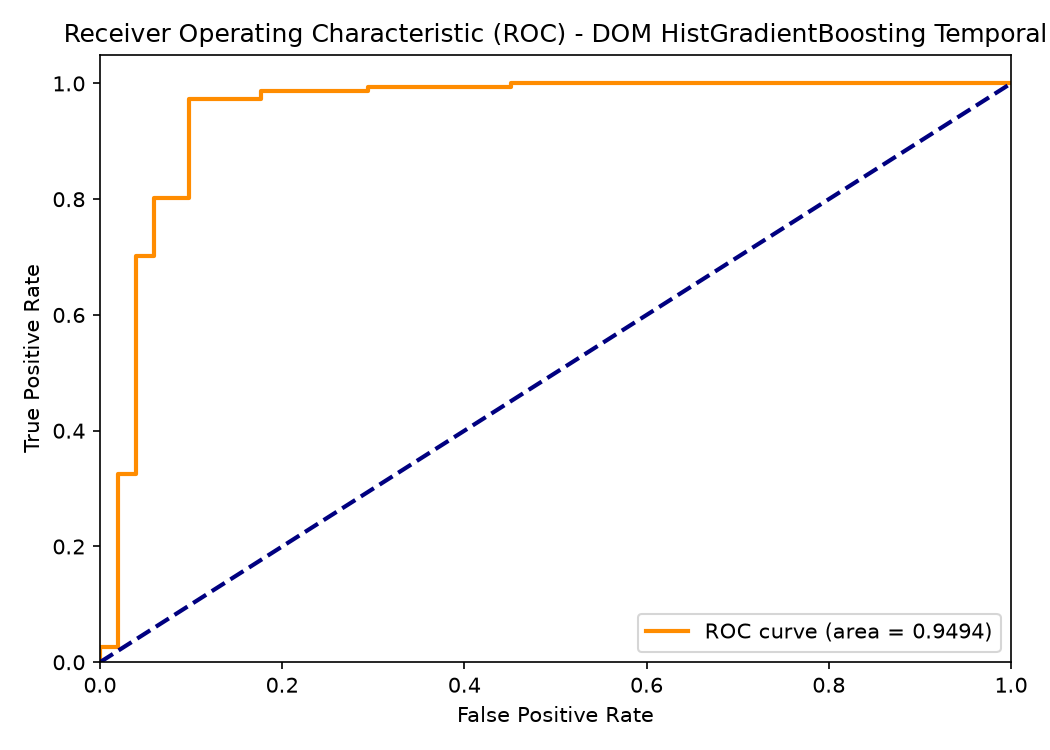 Receiver Operating Characteristic (ROC) - DOM HistGradientBoosting Temporal
1.0
0.8
0.6
0.4
0.2
0.0
True Positive Rate
ROC curve (area = 0.9494)
0.0 0.2 0.4 0.6 0.8 1.0
False Positive Rate